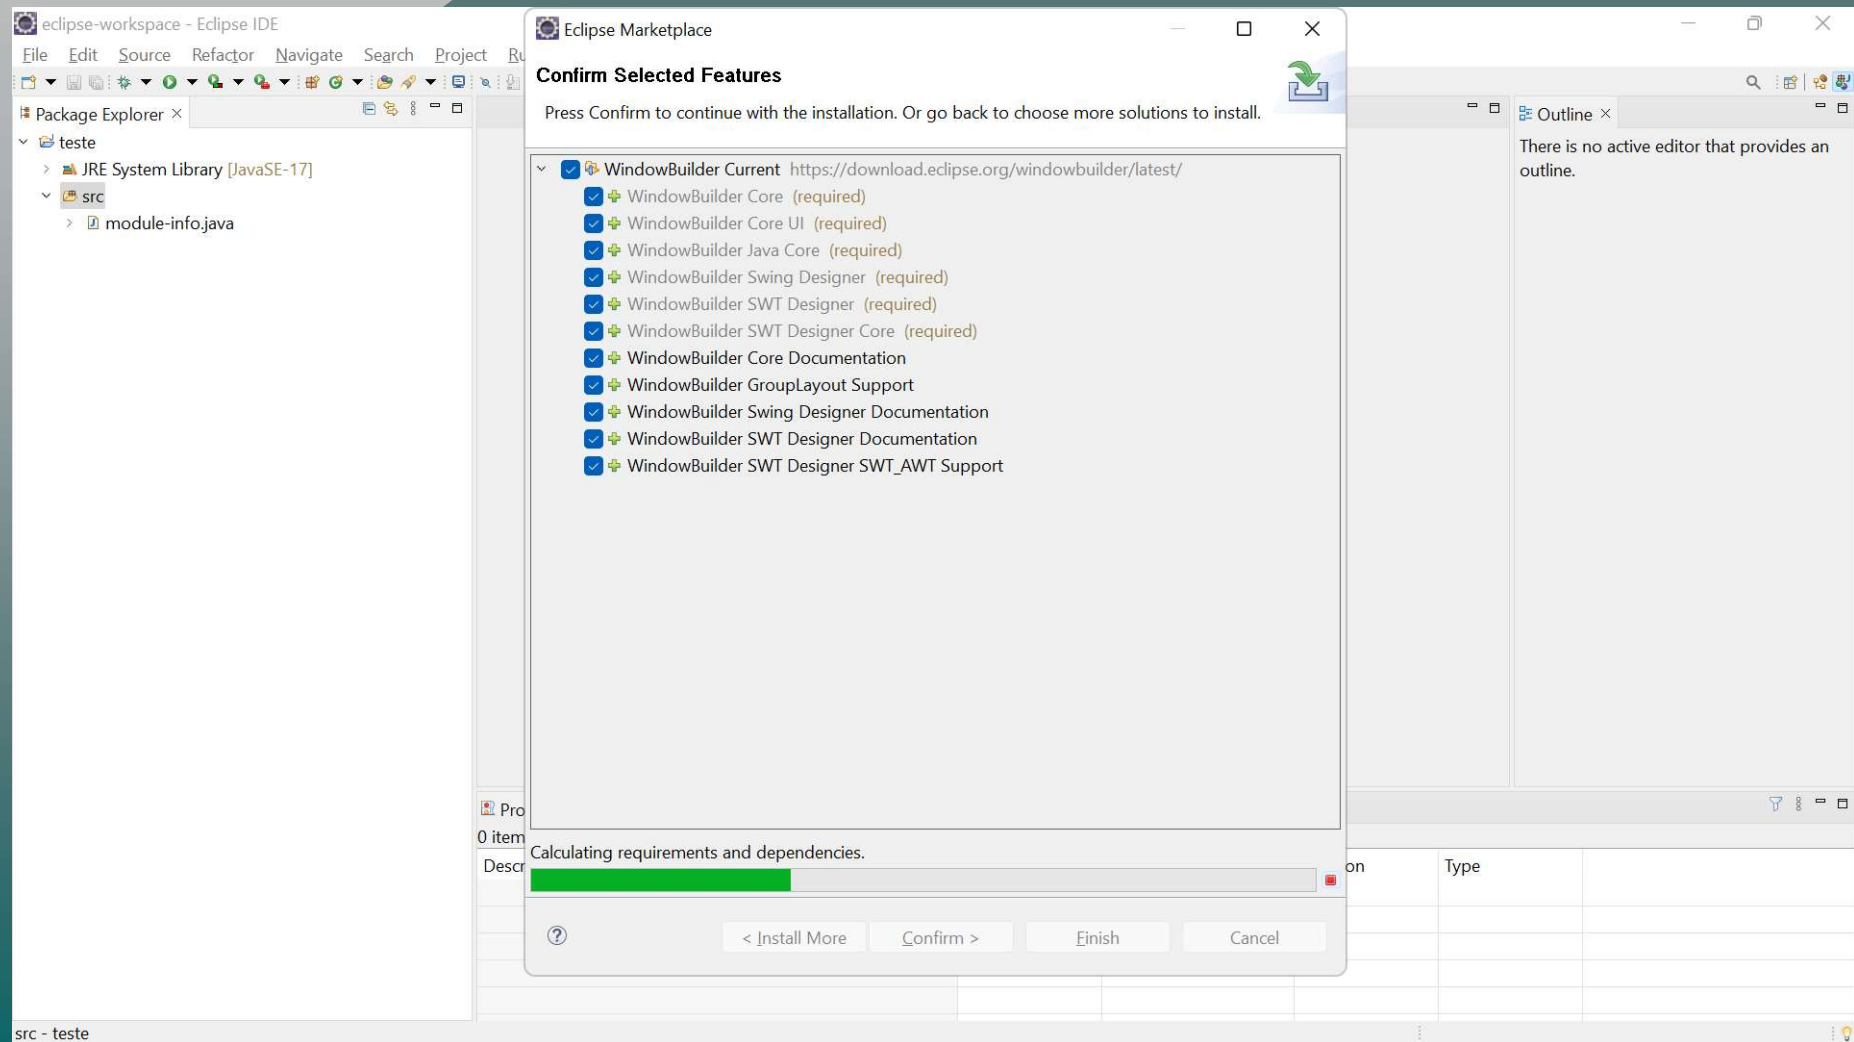 eclipse-workspace - Eclipse IDE
File Edit Source Refactor Navigate Search Project Ru
Package Explorer
teste
JRE System Library [JavaSE-17]
src
module-info.java
Eclipse Marketplace
Confirm Selected Features
Press Confirm to continue with the installation. Or go back to choose more solutions to install.
WindowBuilder Current https://download.eclipse.org/windowbuilder/latest/
WindowBuilder Core (required)
WindowBuilder Core UI (required)
WindowBuilder Java Core (required)
WindowBuilder Swing Designer (required)
WindowBuilder SWT Designer (required)
WindowBuilder SWT Designer Core (required)
WindowBuilder Core Documentation
WindowBuilder GroupLayout Support
WindowBuilder Swing Designer Documentation
WindowBuilder SWT Designer Documentation
WindowBuilder SWT Designer SWT_AWT Support
Calculating requirements and dependencies.
< Install More
Confirm >
Finish
Cancel
Outline
There is no active editor that provides an
outline.
Pro
0 item
Descr
on
Type
src - teste